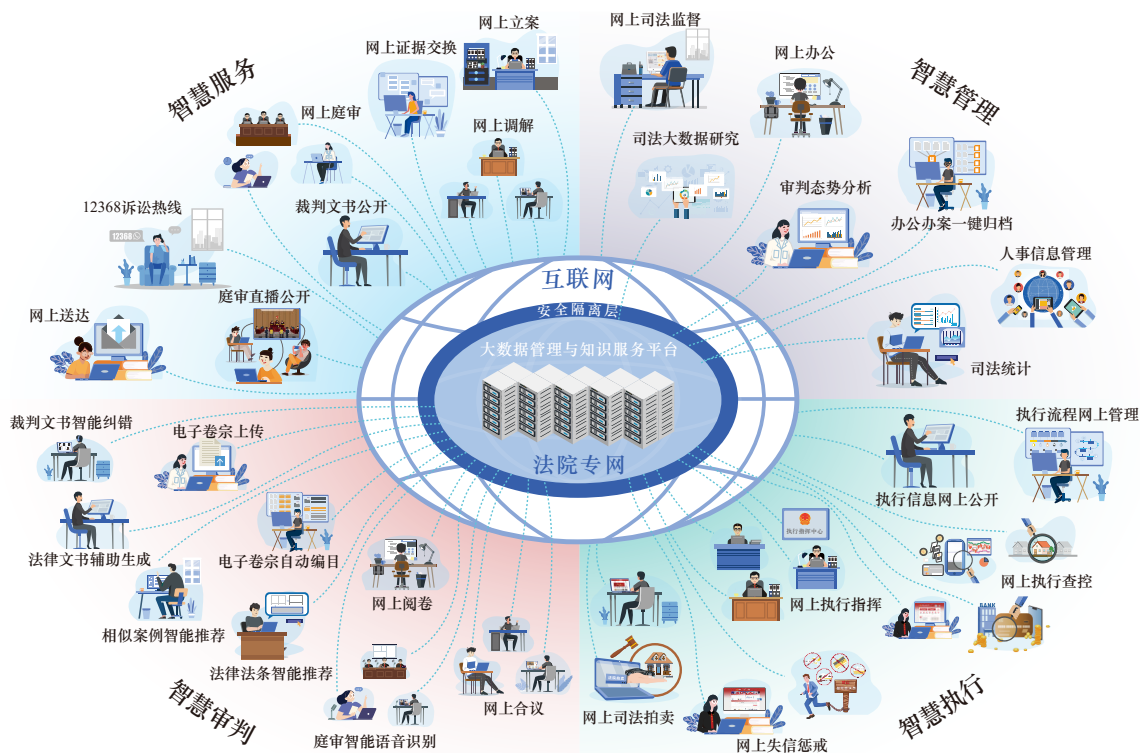 网上立案
网上司法监督
网上证据交换
网上办公
智慧服务
智慧管理
网上庭审
网上调解
司法大数据研究
审判态势分析
办公办案一键归档
12368诉讼热线
12368
裁判文书公开
人事信息管理
互联网
安全隔离层
网上送达
庭审直播公开
大数据管理与知识服务平台
司法统计
裁判文书智能纠错
电子卷宗上传
执行流程网上管理
法院专网
执行信息网上公开
执行指挥中心
法律文书辅助生成
电子卷宗自动编目
网上执行查控
网上阅卷
网上执行指挥
BANK
相似案例智能推荐
法律法条智能推荐
智慧审判
智慧执行
网上合议
网上司法拍卖
庭审智能语音识别
网上失信惩戒